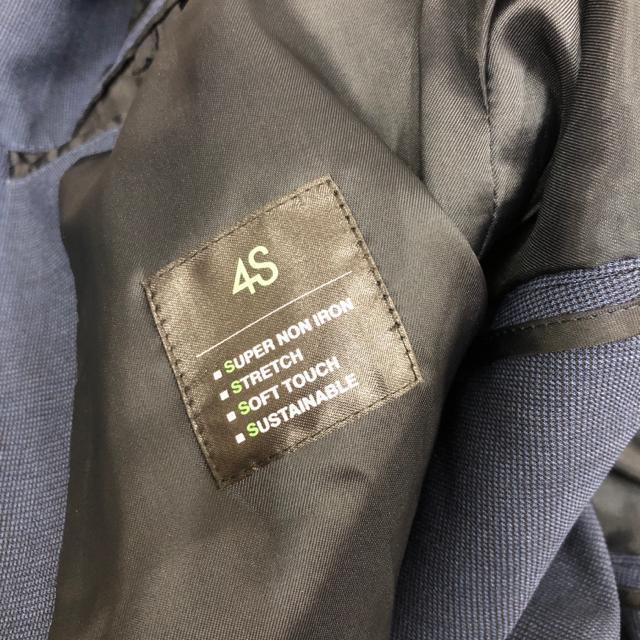 4S
SUPER NON IRON
STRETCH
SOFT TOUCH
SUSTAINABLE